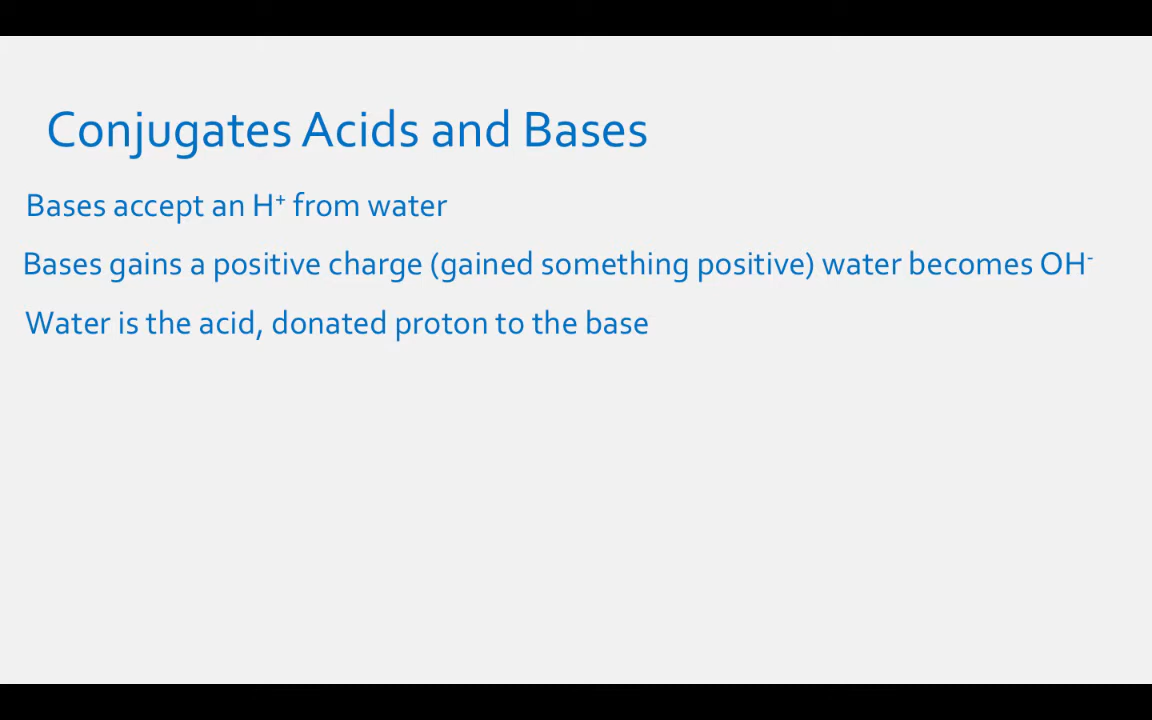 Conjugates Acids and Bases
Bases accept an H⁺ from water
Bases gains a positive charge (gained something positive) water becomes OH⁻
Water is the acid, donated proton to the base